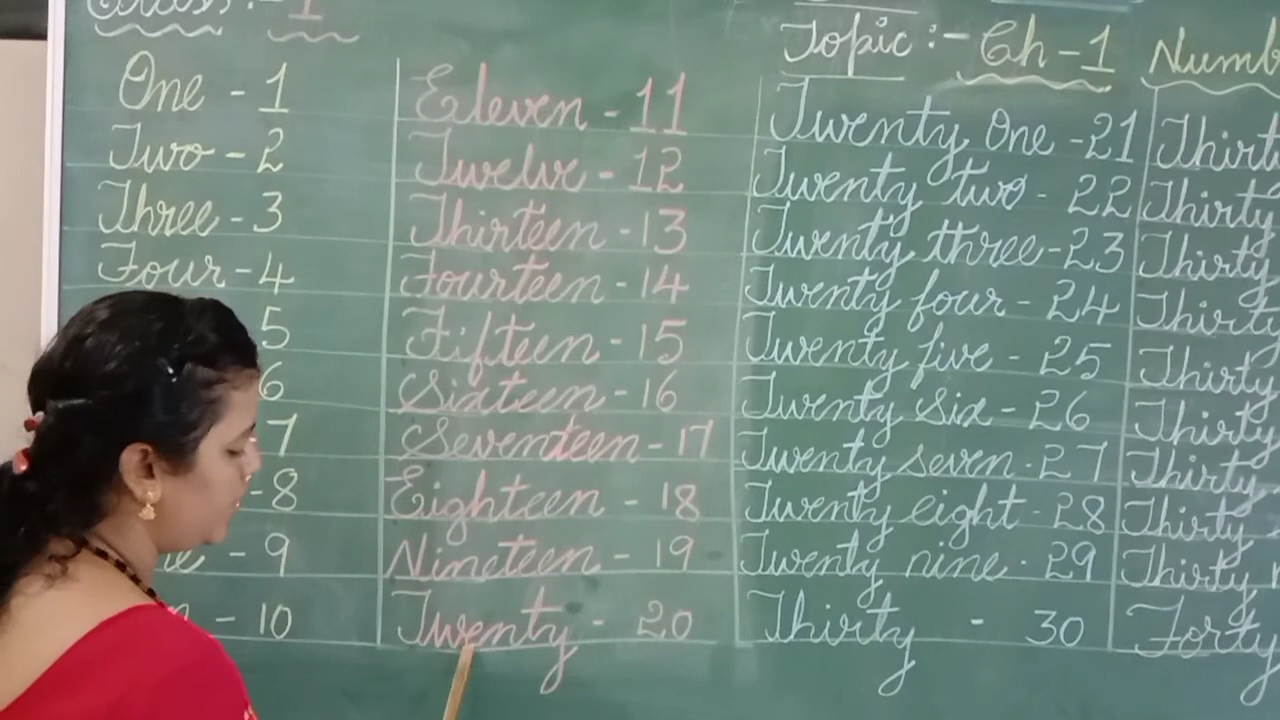 Class :- 1
Topic :- Ch - 1
One - 1
Two - 2
Three - 3
Four - 4
5
6
7
- 8
- 9
- 10
Eleven - 11
Twelve - 12
Thirteen - 13
Fourteen - 14
Fifteen - 15
Sixteen - 16
Seventeen - 17
Eighteen - 18
Nineteen - 19
Twenty - 20
Twenty One - 21
Twenty two - 22
Twenty three - 23
Twenty four - 24
Twenty five - 25
Twenty six - 26
Twenty seven - 27
Twenty eight - 28
Twenty nine - 29
Thirty - 30
Thirty
Thirty
Thirty
Thirty
Thirty
Thirty
Thirty
Thirty
Thirty
Forty